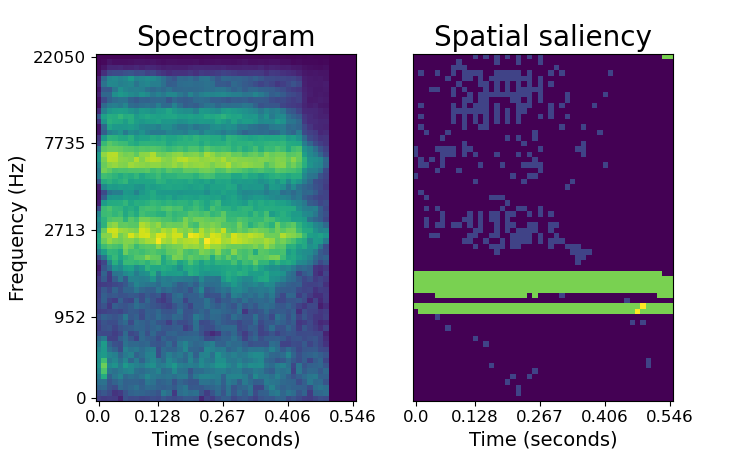 Spectrogram
Spatial saliency
22050
7735
2713
952
0
Frequency (Hz)
0.0 0.128 0.267 0.406 0.546
0.0 0.128 0.267 0.406 0.546
Time (seconds)
Time (seconds)